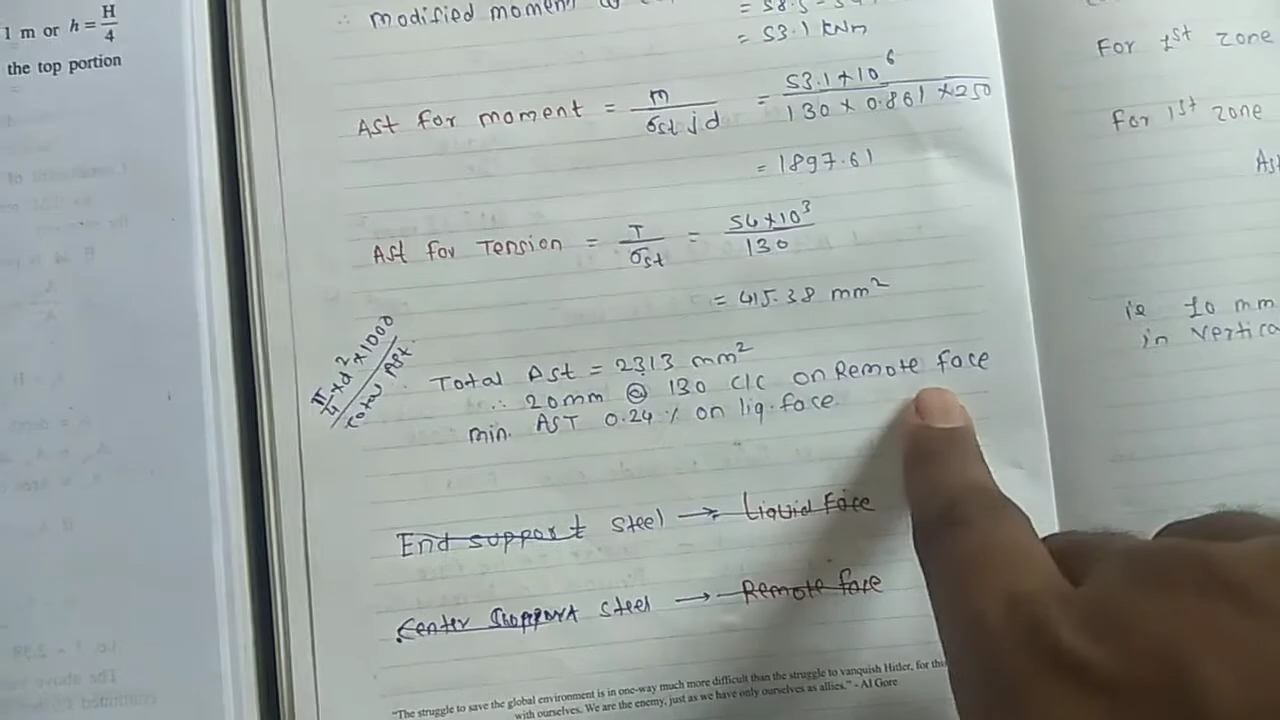 1 m or h = H/4
the top portion
∴ modified moment
= 53.1 kNm
Ast for moment = m / σst jd = 53.1 × 10^6 / 130 × 0.861 × 250
= 1897.61
Ast for Tension = T / σst = 54 × 10^3 / 130
= 415.38 mm²
π/4 × d² × 1000 / Total Ast.
Total Ast = 2313 mm²
∴ 20mm @ 130 c/c on Remote face
min. AST 0.24 % on liq. face
End support steel → Liquid Face
Center Support steel → Remote face
"The struggle to save the global environment is in one-way much more difficult than the struggle to vanquish Hitler, for this
with ourselves. We are the enemy, just as we have only ourselves as allies." - Al Gore
For 1st zone
For 1st zone
Ast
ie 10 mm
in vertica